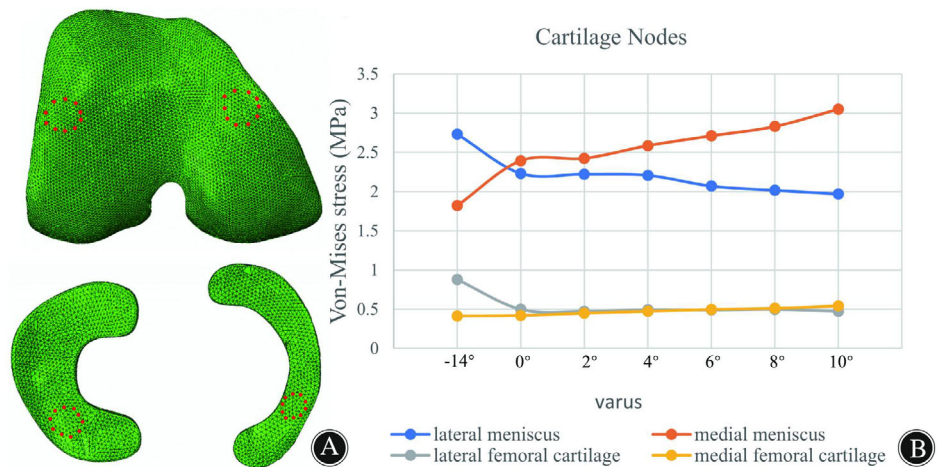 Cartilage Nodes
Von-Mises stress (MPa)
3.5
3
2.5
2
1.5
1
0.5
0
-14° 0° 2° 4° 6° 8° 10°
varus
lateral meniscus medial meniscus
lateral femoral cartilage medial femoral cartilage
A B